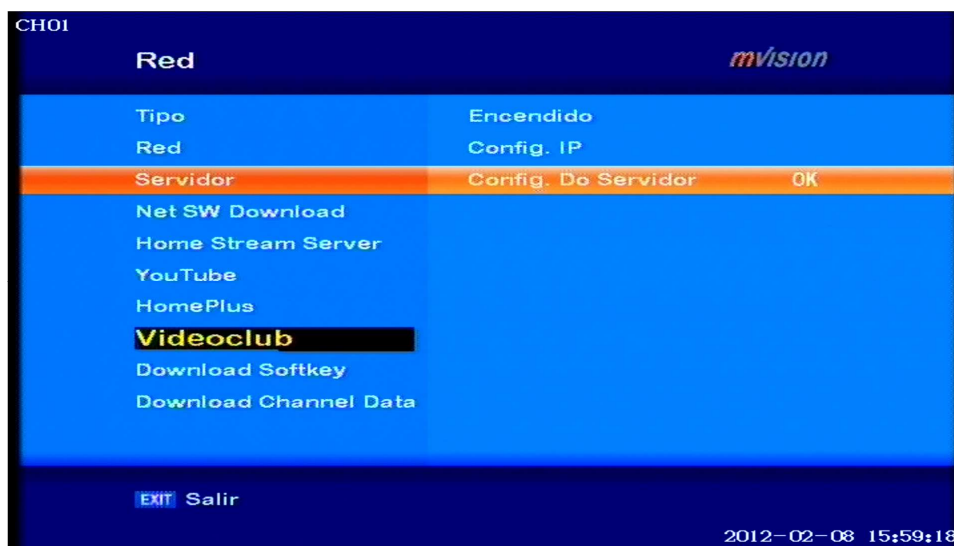 CH01
Red mvision
Tipo Encendido
Red Config. IP
Servidor Config. Do Servidor OK
Net SW Download
Home Stream Server
YouTube
HomePlus
Videoclub
Download Softkey
Download Channel Data
EXIT Salir
2012-02-08 15:59:18